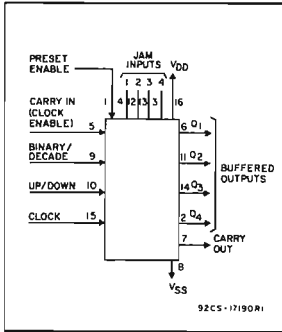 PRESET
ENABLE
JAM
INPUTS
VDD
1 2 3 4
1 4 12 13 3 16
CARRY IN
(CLOCK
ENABLE)
5
6 Q1
BINARY/
DECADE
9
11 Q2
BUFFERED
OUTPUTS
UP/DOWN
10
14 Q3
CLOCK
15
2 Q4
7
CARRY
OUT
8
VSS
92CS-17190RI